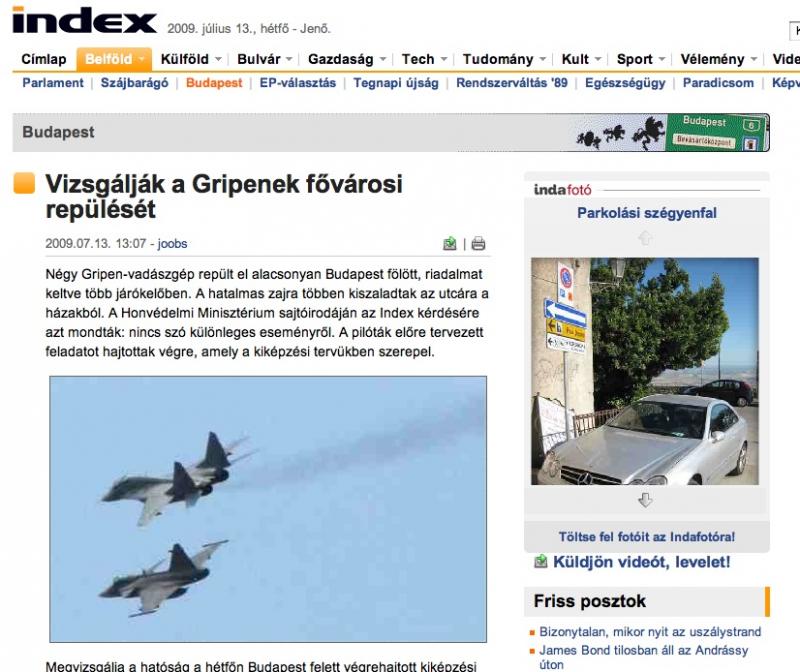 index
2009. július 13., hétfő - Jenő.
Címlap Belföld Külföld Bulvár Gazdaság Tech Tudomány Kult Sport Vélemény
Parlament | Szájbarágó | Budapest | EP-választás | Tegnapi újság | Rendszerváltás '89 | Egészségügy | Paradicsom |
Budapest
Budapest 6
Bevásárlóközpont
Vizsgálják a Gripenek fővárosi
repülését
2009.07.13. 13:07 - joobs
Négy Gripen-vadászgép repült el alacsonyan Budapest fölött, riadalmat
keltve több járókelőben. A hatalmas zajra többen kiszaladtak az utcára a
házakból. A Honvédelmi Minisztérium sajtóirodáján az Index kérdésére
azt mondták: nincs szó különleges eseményről. A pilóták előre tervezett
feladatot hajtottak végre, amely a kiképzési tervükben szerepel.
Megvizsgálja a hatóság a hétfőn Budapest felett végrehajtott kiképzési
indafotó
Parkolási szégyenfal
Töltse fel fotóit az Indafotóra!
Küldjön videót, levelet!
Friss posztok
Bizonytalan, mikor nyit az uszálystrand
James Bond tilosban áll az Andrássy
úton